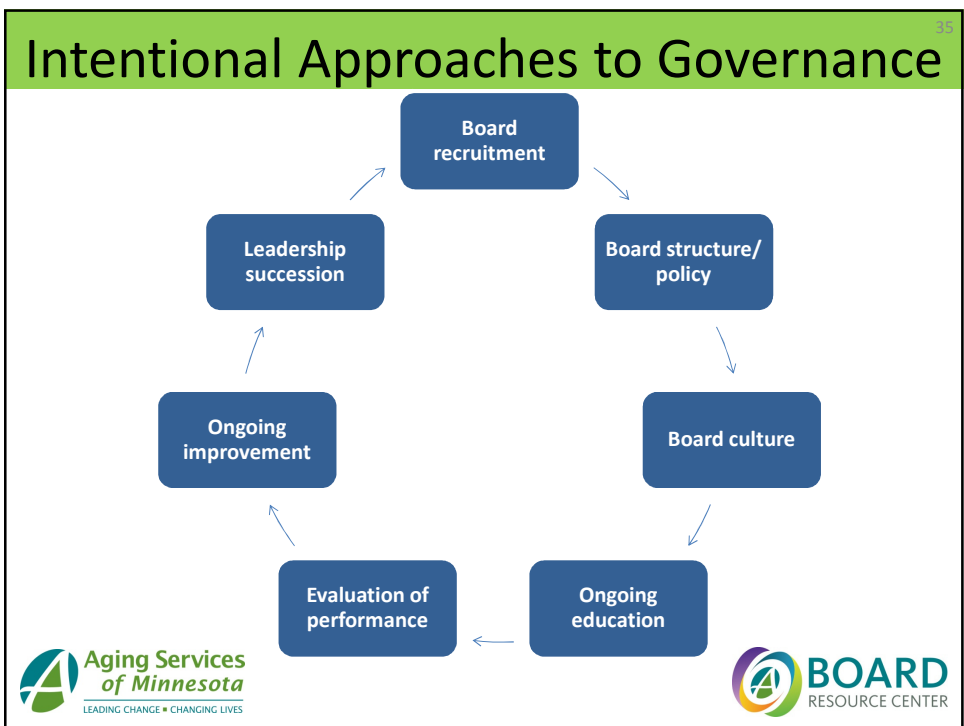 35
Intentional Approaches to Governance
Board
recruitment
Board structure/
policy
Board culture
Ongoing
education
Evaluation of
performance
Ongoing
improvement
Leadership
succession
Aging Services
of Minnesota
LEADING CHANGE ▪ CHANGING LIVES
BOARD
RESOURCE CENTER